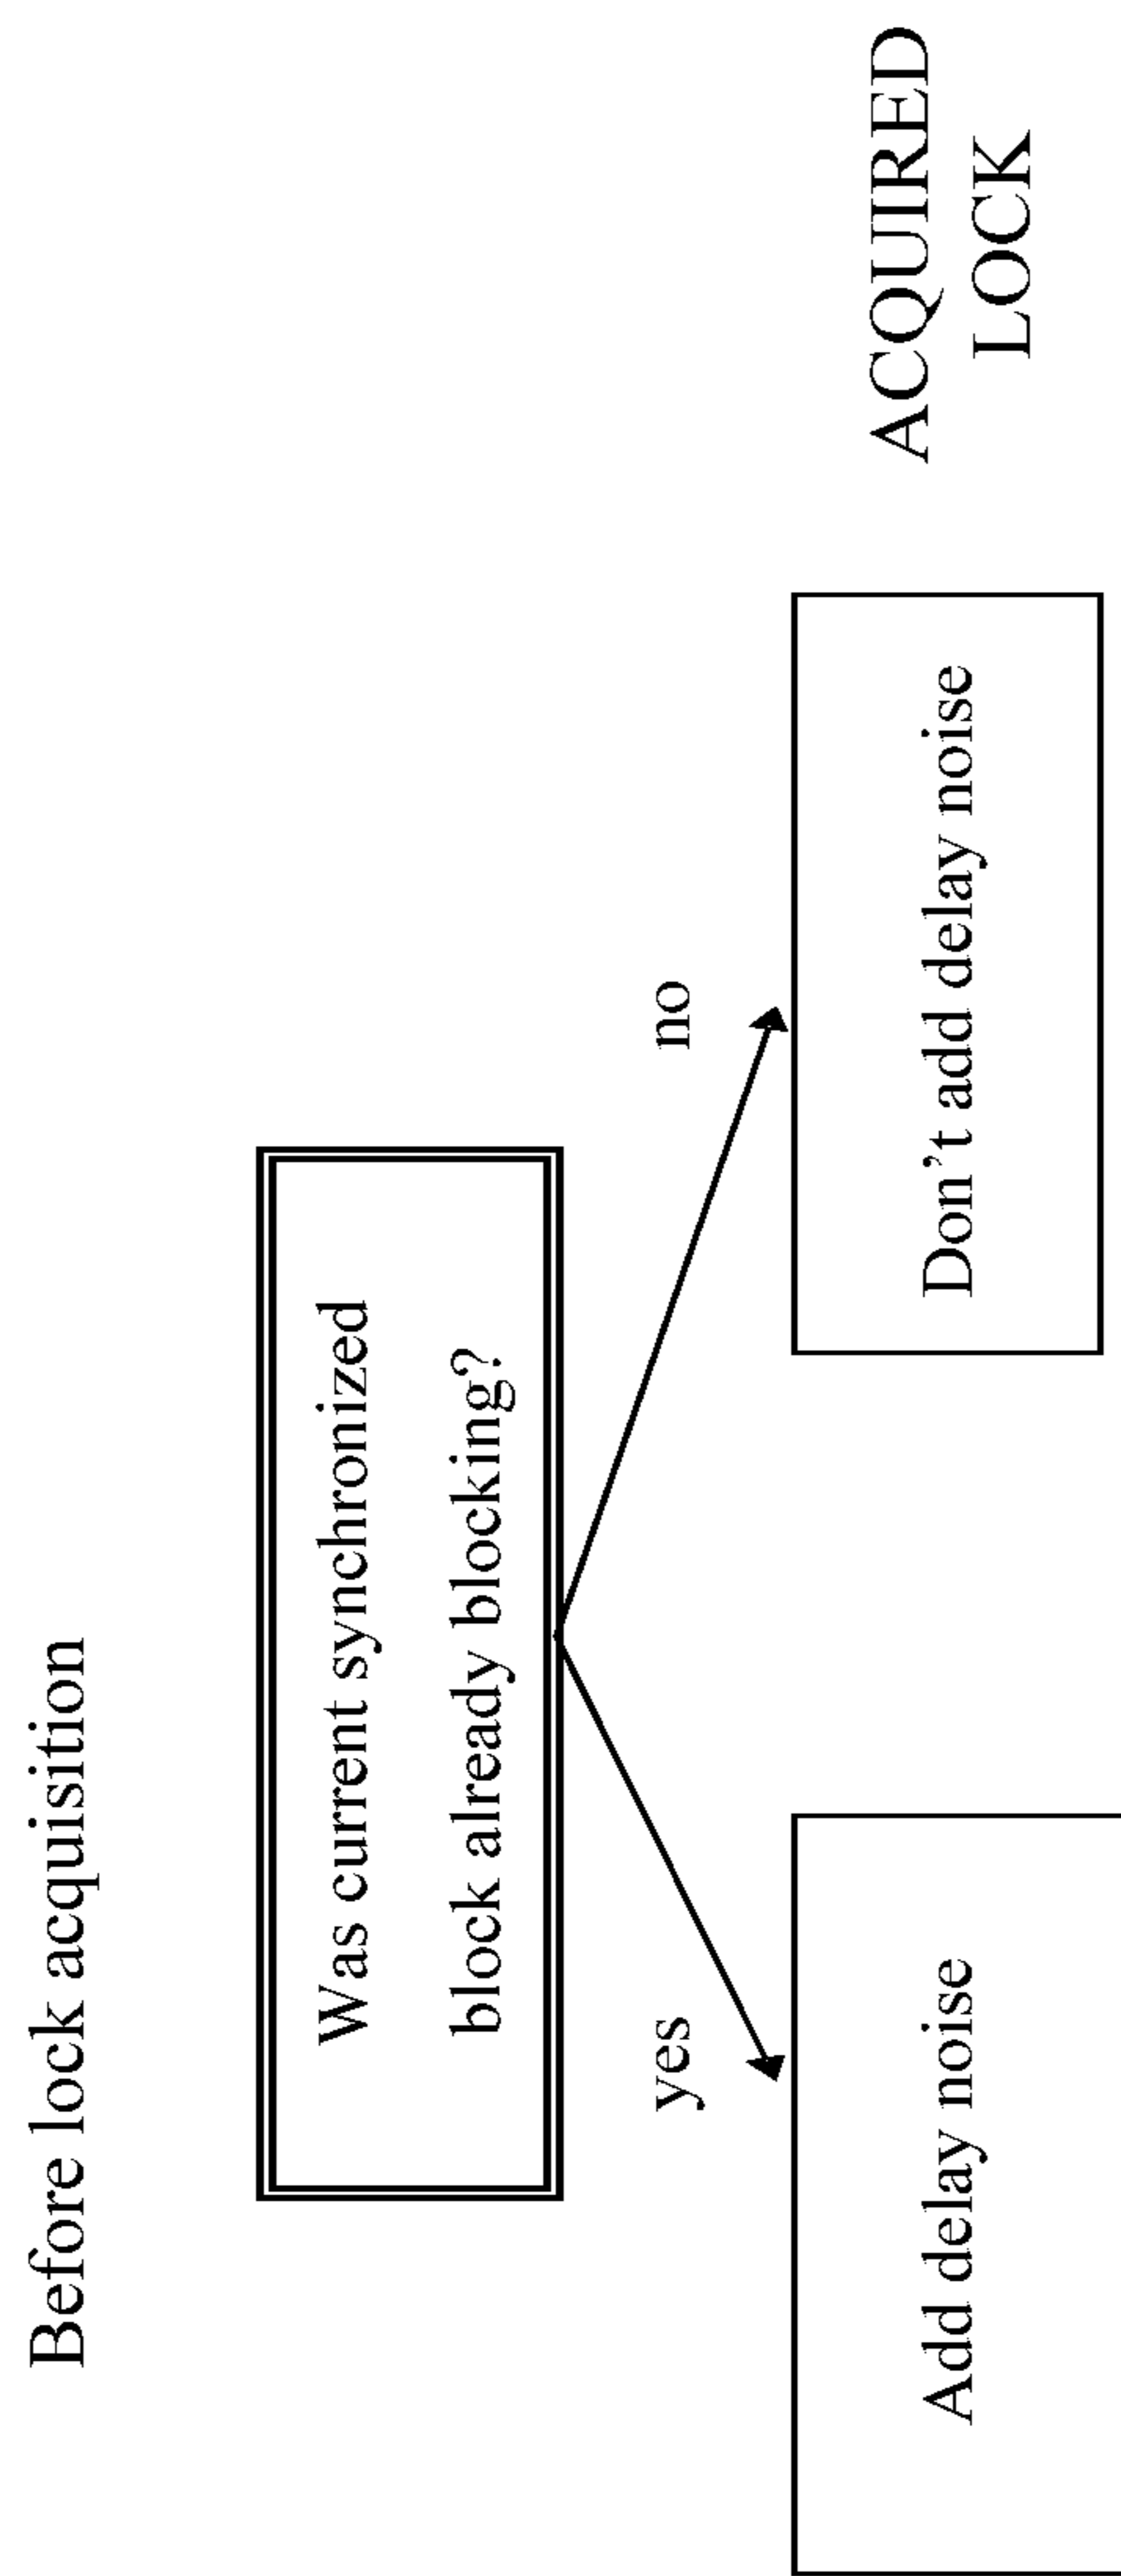 Before lock acquisition
Was current synchronized
block already blocking?
yes
no
Add delay noise
Don't add delay noise
ACQUIRED
LOCK